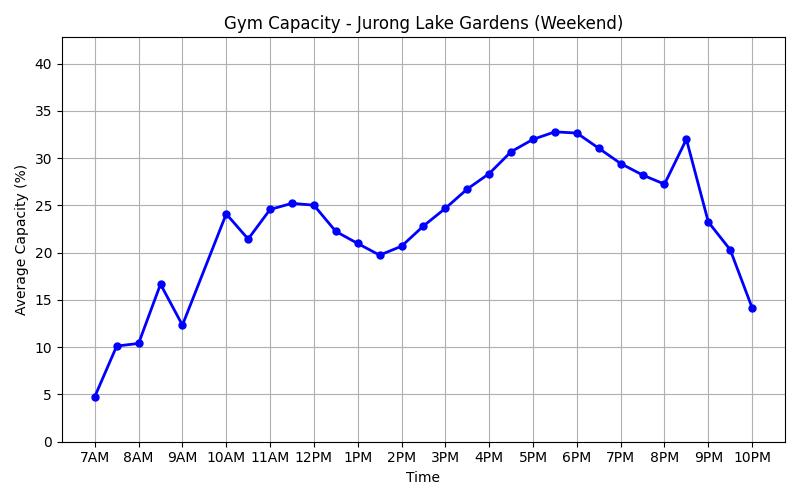 Gym Capacity - Jurong Lake Gardens (Weekend)
Average Capacity (%)
40
35
30
25
20
15
10
5
0
7AM 8AM 9AM 10AM 11AM 12PM 1PM 2PM 3PM 4PM 5PM 6PM 7PM 8PM 9PM 10PM
Time